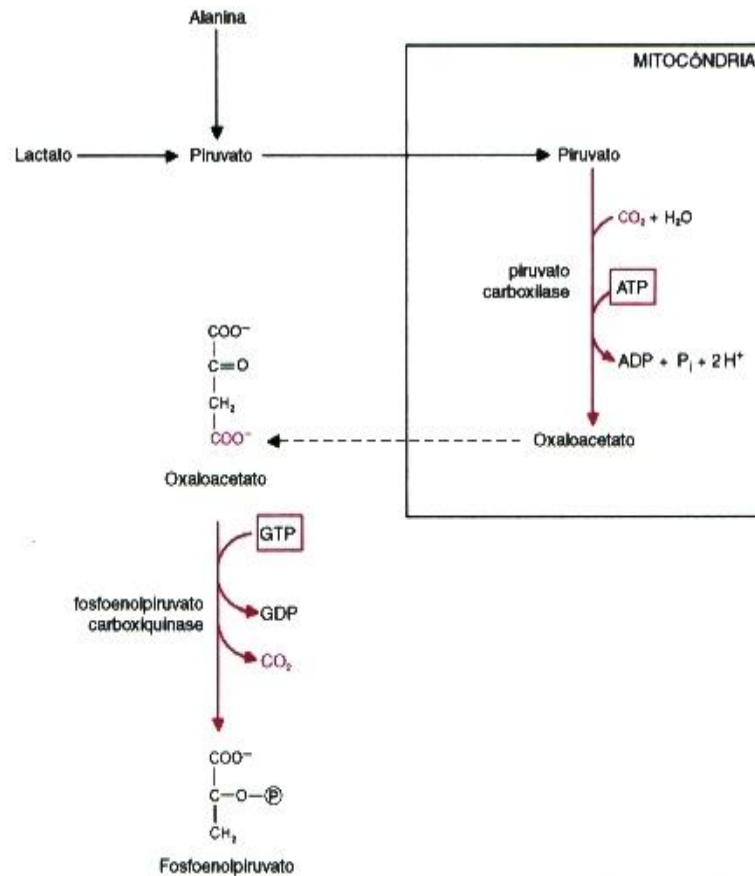 Alanina
MITOCÔNDRIA
Lactato
Piruvato
Piruvato
CO₂ + H₂O
piruvato
carboxilase
ATP
ADP + Pᵢ + 2H⁺
COO⁻
C=O
CH₂
COO⁻
Oxaloacetato
Oxaloacetato
GTP
fosfoenolpiruvato
carboxiquinase
GDP
CO₂
COO⁻
C—O—Ⓟ
CH₂
Fosfoenolpiruvato